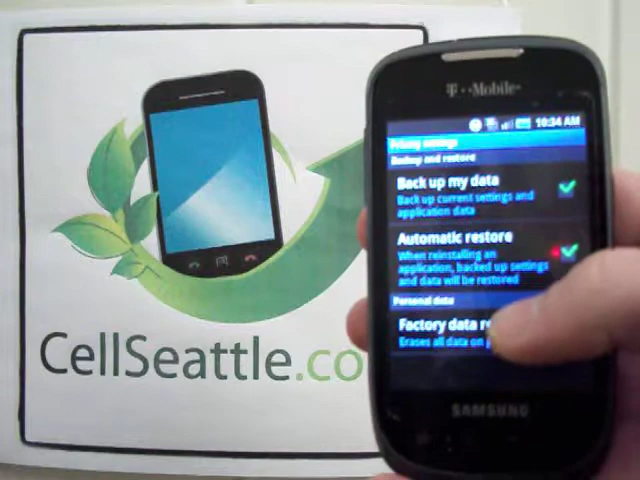 CellSeattle.co
T-Mobile
10:34 AM
Privacy settings
Backup and restore
Back up my data
Back up current settings and
application data
Automatic restore
When reinstalling an
application, backed up settings
and data will be restored
Personal data
Factory data re
Erases all data on
SAMSUNG